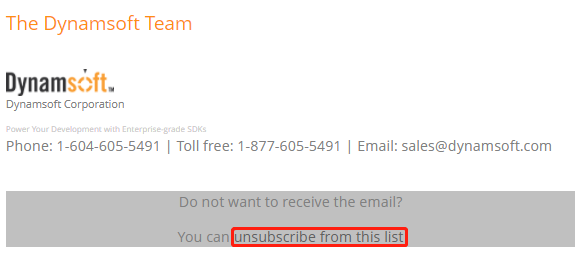 The Dynamsoft Team
Dynamsoft™
Dynamsoft Corporation
Power Your Development with Enterprise-grade SDKs
Phone: 1-604-605-5491 | Toll free: 1-877-605-5491 | Email: sales@dynamsoft.com
Do not want to receive the email?
You can unsubscribe from this list